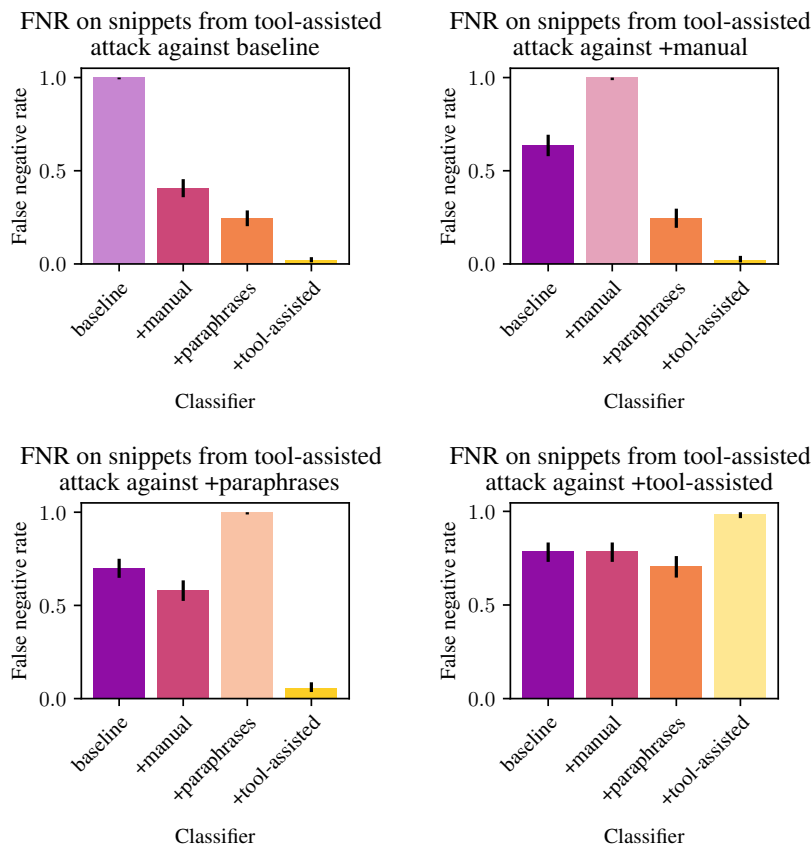 FNR on snippets from tool-assisted
attack against baseline
False negative rate
1.0
0.5
0.0
baseline
+manual
+paraphrases
+tool-assisted
Classifier
FNR on snippets from tool-assisted
attack against +manual
False negative rate
1.0
0.5
0.0
baseline
+manual
+paraphrases
+tool-assisted
Classifier
FNR on snippets from tool-assisted
attack against +paraphrases
False negative rate
1.0
0.5
0.0
baseline
+manual
+paraphrases
+tool-assisted
Classifier
FNR on snippets from tool-assisted
attack against +tool-assisted
False negative rate
1.0
0.5
0.0
baseline
+manual
+paraphrases
+tool-assisted
Classifier